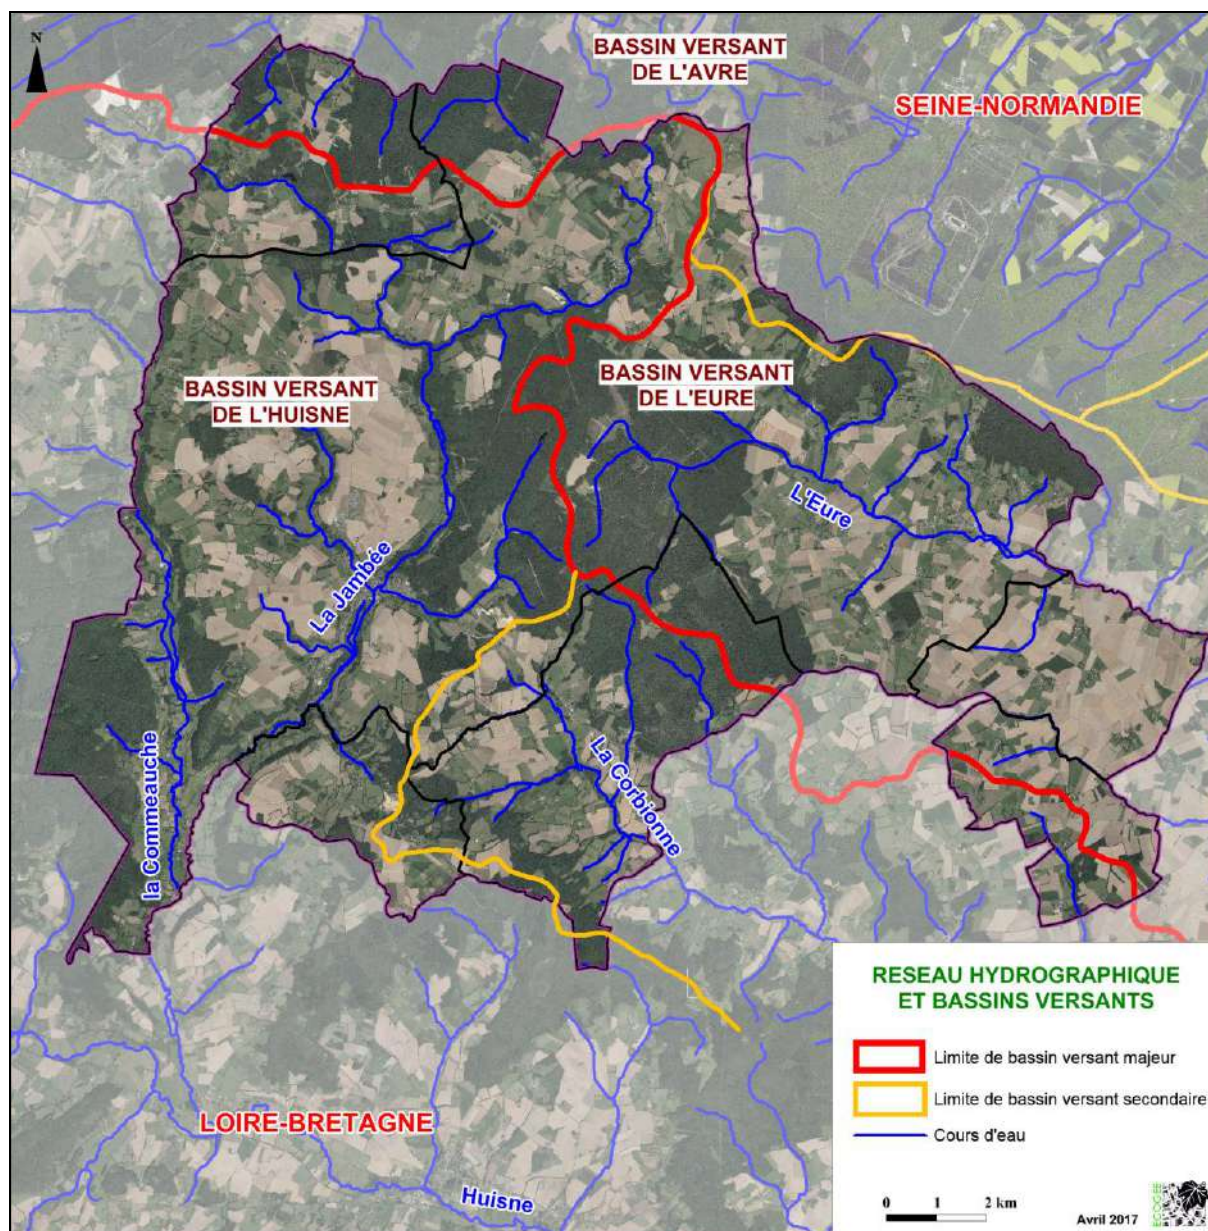 N
BASSIN VERSANT
DE L'AVRE
SEINE-NORMANDIE
BASSIN VERSANT
DE L'HUISNE
BASSIN VERSANT
DE L'EURE
L'Eure
La Jambée
la Commeauche
La Corbionne
LOIRE-BRETAGNE
Huisne
RESEAU HYDROGRAPHIQUE
ET BASSINS VERSANTS
Limite de bassin versant majeur
Limite de bassin versant secondaire
Cours d'eau
0 1 2 km
Avril 2017